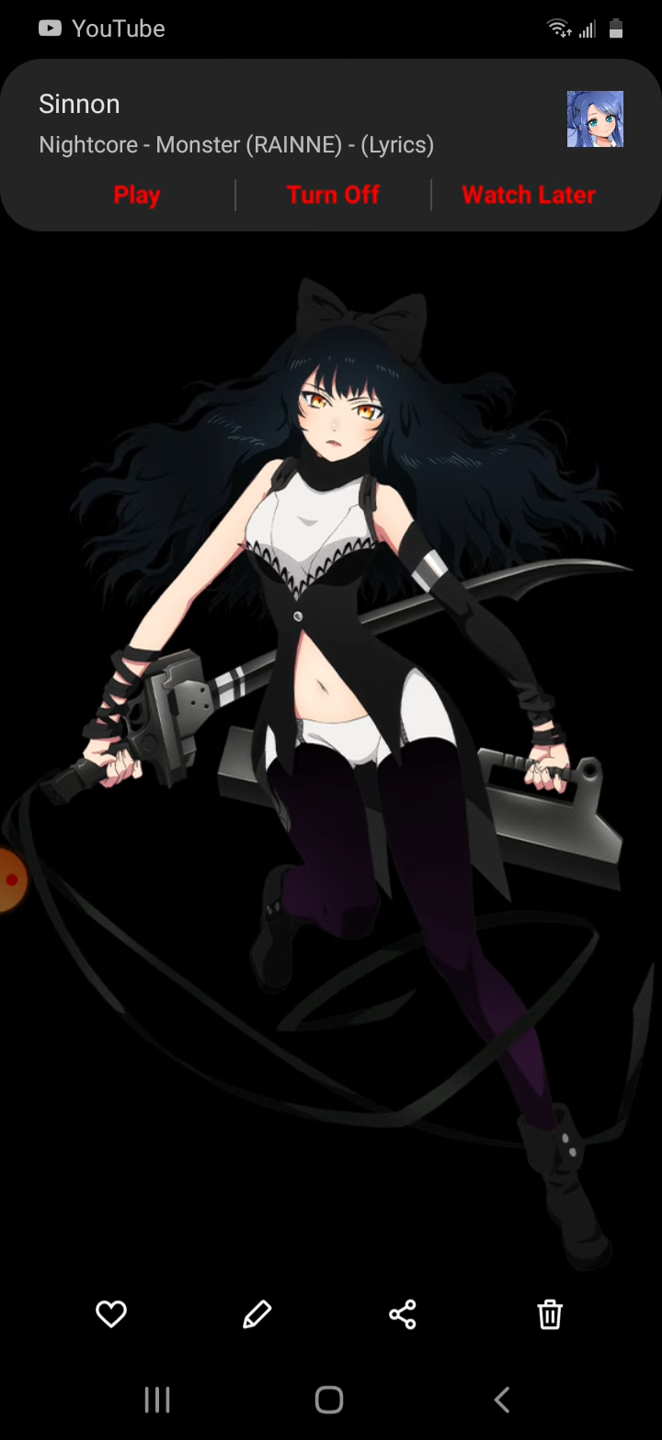 YouTube
Sinnon
Nightcore - Monster (RAINNE) - (Lyrics)
Play
Turn Off
Watch Later